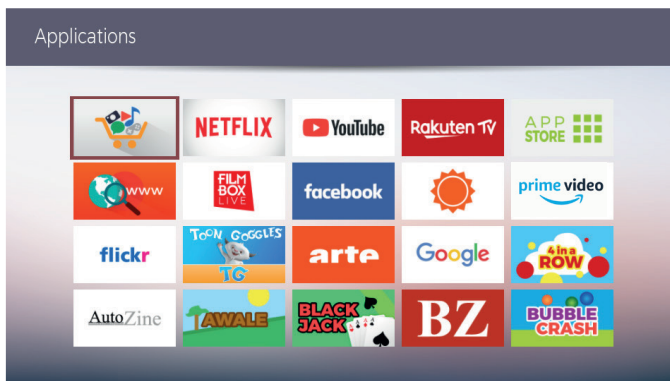 Applications
NETFLIX
YouTube
Rakuten TV
APP
STORE
www
FILM
BOX
LIVE
facebook
prime video
flickr
TOON GOGGLES
TG
arte
Google
4 in a
ROW
AutoZine
AWALE
BLACK
JACK
BZ
BUBBLE
CRASH